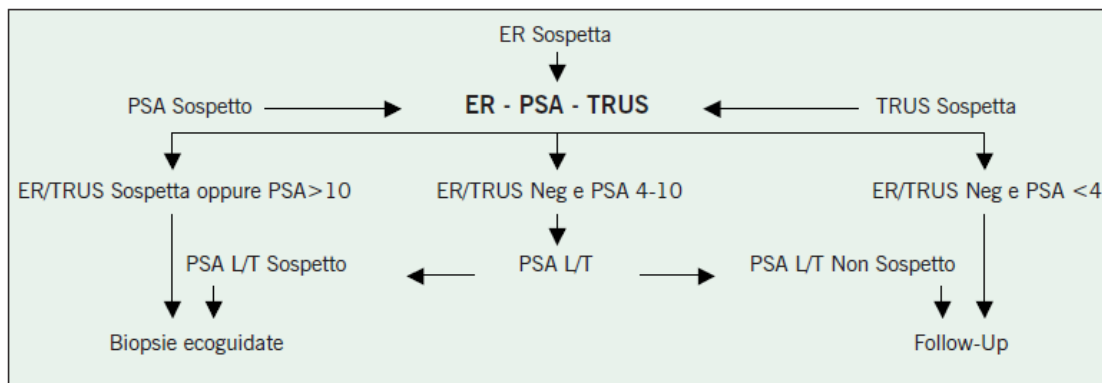 ER Sospetta
PSA Sospetto
ER - PSA - TRUS
TRUS Sospetta
ER/TRUS Sospetta oppure PSA>10
ER/TRUS Neg e PSA 4-10
ER/TRUS Neg e PSA <4
PSA L/T Sospetto
PSA L/T
PSA L/T Non Sospetto
Biopsie ecoguidate
Follow-Up